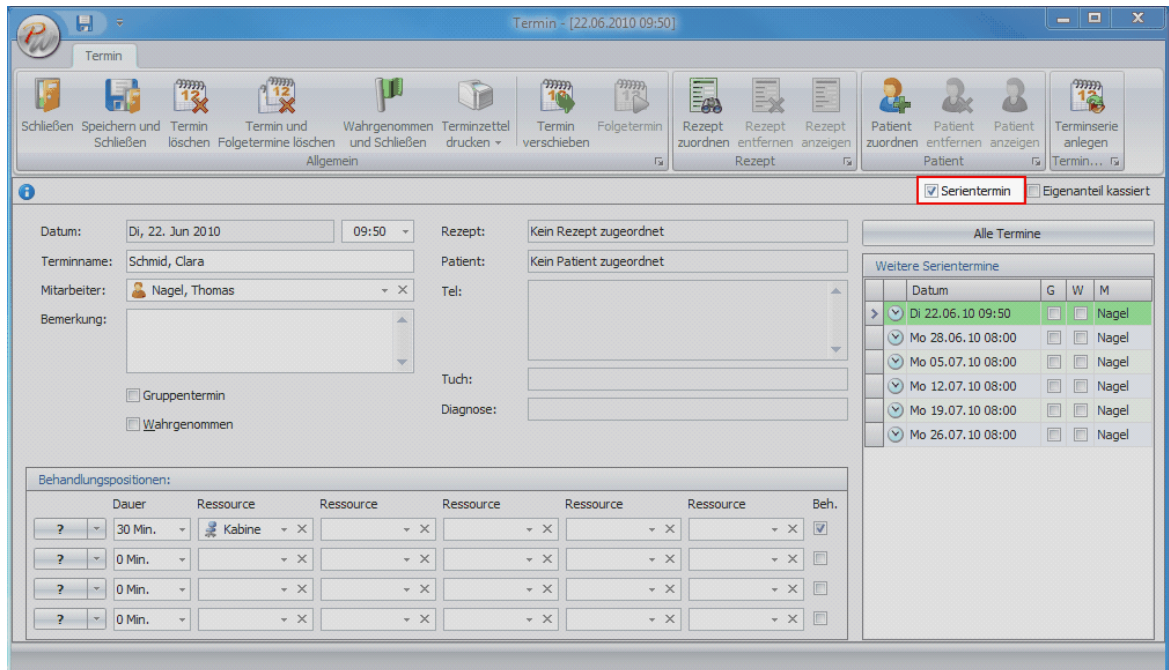 Termin - [22.06.2010 09:50]
Termin
Schließen
Speichern und Schließen
Termin löschen
Termin und Folgetermine löschen
Wahrgenommen und Schließen
Terminzettel drucken
Termin verschieben
Folgetermin
Rezept zuordnen
Rezept entfernen
Rezept anzeigen
Patient zuordnen
Patient entfernen
Patient anzeigen
Terminserie anlegen
Allgemein
Rezept
Patient
Termin...
Serientermin
Eigenanteil kassiert
Datum: Di, 22. Jun 2010 09:50
Terminname: Schmid, Clara
Mitarbeiter: Nagel, Thomas
Bemerkung:
Gruppentermin
Wahrgenommen
Rezept: Kein Rezept zugeordnet
Patient: Kein Patient zugeordnet
Tel:
Tuch:
Diagnose:
Alle Termine
Weitere Serientermine
Datum G W M
Di 22.06.10 09:50 Nagel
Mo 28.06.10 08:00 Nagel
Mo 05.07.10 08:00 Nagel
Mo 12.07.10 08:00 Nagel
Mo 19.07.10 08:00 Nagel
Mo 26.07.10 08:00 Nagel
Behandlungspositionen:
Dauer Ressource Ressource Ressource Ressource Ressource Beh.
? 30 Min. Kabine
? 0 Min.
? 0 Min.
? 0 Min.